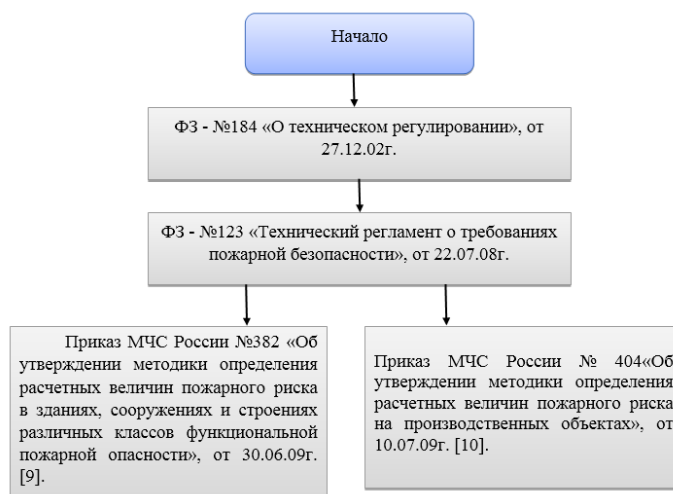 Начало
ФЗ - №184 «О техническом регулировании», от
27.12.02г.
ФЗ - №123 «Технический регламент о требованиях
пожарной безопасности», от 22.07.08г.
Приказ МЧС России №382 «Об
утверждении методики определения
расчетных величин пожарного риска
в зданиях, сооружениях и строениях
различных классов функциональной
пожарной опасности», от 30.06.09г.
[9].
Приказ МЧС России № 404«Об
утверждении методики определения
расчетных величин пожарного риска
на производственных объектах», от
10.07.09г. [10].